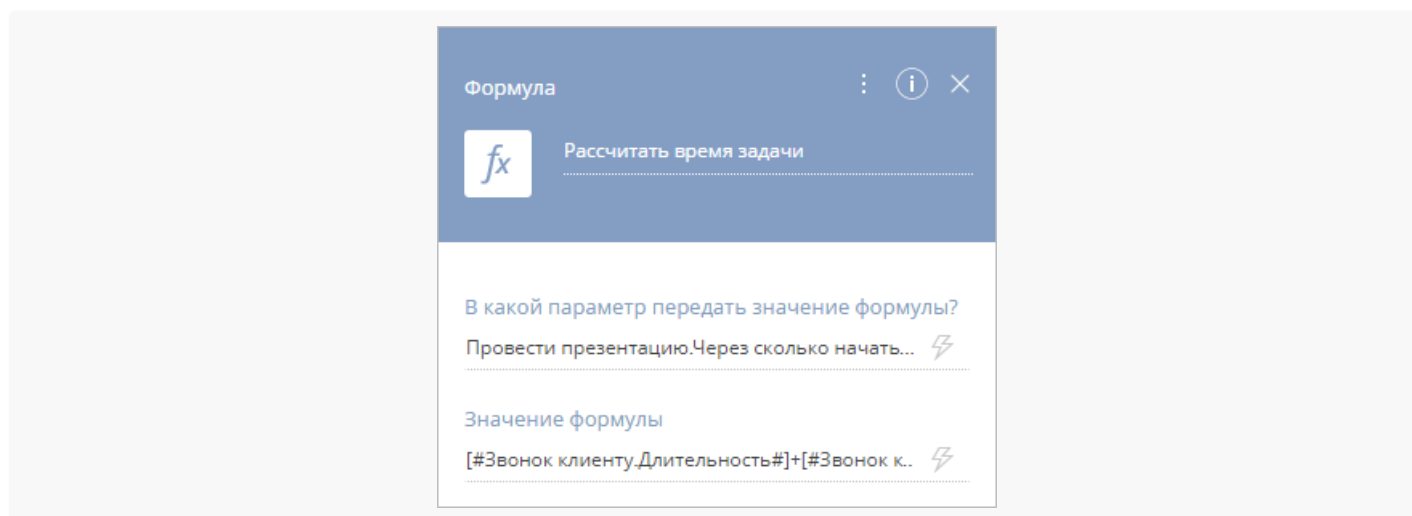 Формула
fx
Рассчитать время задачи
В какой параметр передать значение формулы?
Провести презентацию.Через сколько начать...
Значение формулы
[#Звонок клиенту.Длительность#]+[#Звонок к..